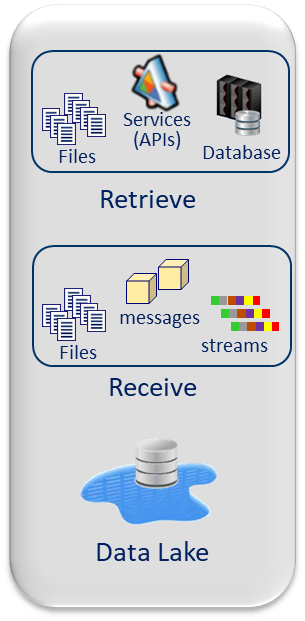 Services
(APIs)
Files
Database
Retrieve
messages
Files
streams
Receive
Data Lake